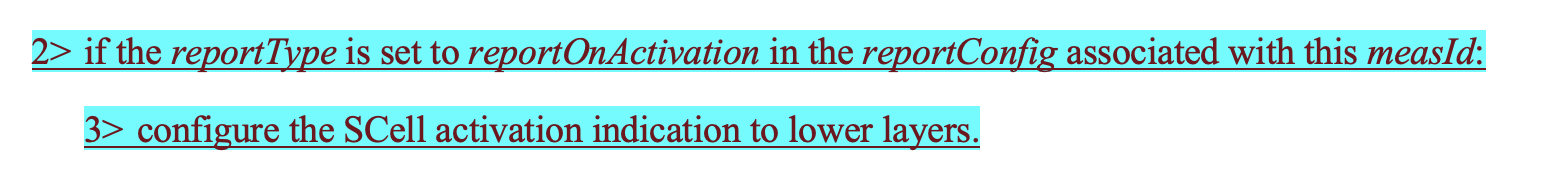 2> if the reportType is set to reportOnActivation in the reportConfig associated with this measId:
3> configure the SCell activation indication to lower layers.